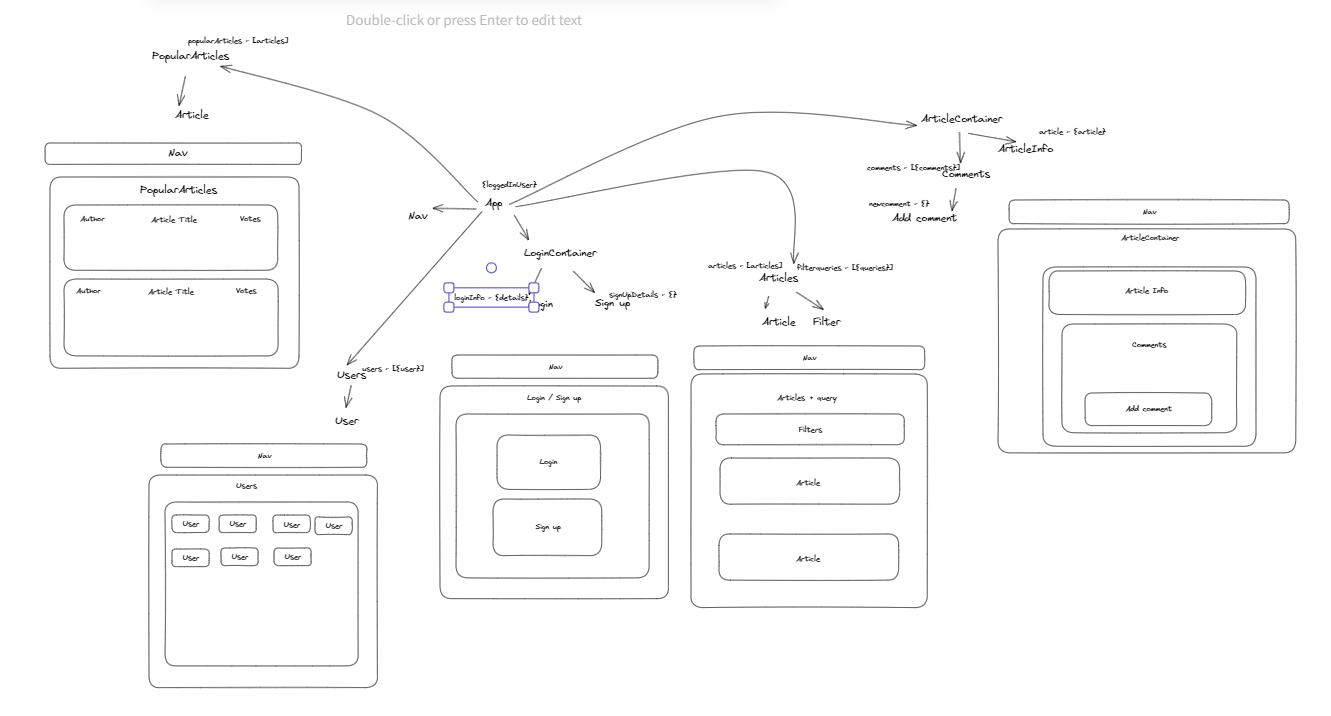 Double-click or press Enter to edit text
popularArticles - [articles]
PopularArticles
Article
Nav
PopularArticles
Author Article Title Votes
Author Article Title Votes
{loggedInUser}
App
Nav
LoginContainer
loginInfo - {details}
gin
signUpDetails - {}
Sign up
Users
users - [{user}]
User
Nav
Users
User User User User
User User User
Nav
Login / Sign up
Login
Sign up
articles - [articles]
filterqueries - [{queries}]
Articles
Article Filter
Nav
Articles + query
Filters
Article
Article
ArticleContainer
article - {article}
ArticleInfo
comments - [{comments}]
Comments
newcomment - {}
Add comment
Nav
ArticleContainer
Article Info
Comments
Add comment